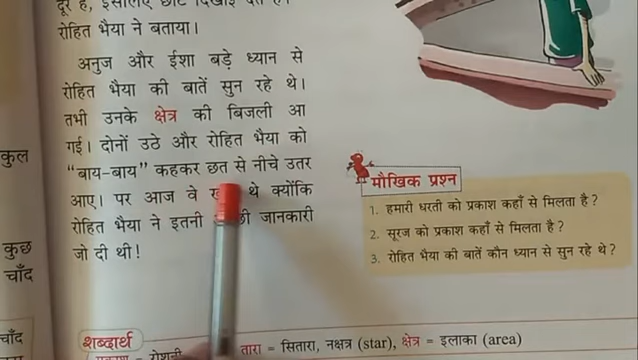 रोहित भैया ने बताया।
अनुज और ईशा बड़े ध्यान से
रोहित भैया की बातें सुन रहे थे।
तभी उनके क्षेत्र की बिजली आ
गई। दोनों उठे और रोहित भैया को
“बाय-बाय” कहकर छत से नीचे उतर
आए। पर आज वे थे क्योंकि
रोहित भैया ने इतनी जानकारी
जो दी थी!
कुल
कुछ
चाँद
चाँद
मौखिक प्रश्न
1. हमारी धरती को प्रकाश कहाँ से मिलता है?
2. सूरज को प्रकाश कहाँ से मिलता है?
3. रोहित भैया की बातें कौन ध्यान से सुन रहे थे?
शब्दार्थ
तारा = सितारा, नक्षत्र (star), क्षेत्र = इलाका (area)